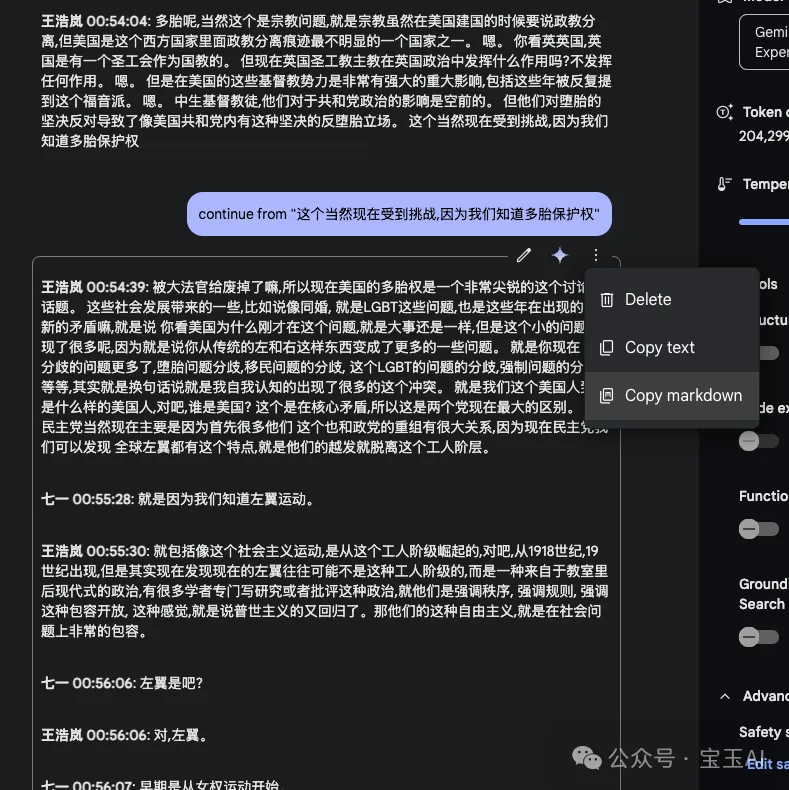 王浩岚 00:54:04: 多胎呢,当然这个是宗教问题,就是宗教虽然在美国建国的时候要说政教分
离,但美国是这个西方国家里面政教分离痕迹最不明显的一个国家之一。 嗯。 你看英英国,英
国是有一个圣工会作为国教的。 但现在英国圣工教主教在英国政治中发挥什么作用吗?不发挥
任何作用。 嗯。 但是在美国的这些基督教势力是非常有强大的重大影响,包括这些年被反复提
到这个福音派。 嗯。 中生基督教徒,他们对于共和党政治的影响是空前的。 但他们对堕胎的
坚决反对导致了像美国共和党内有这种坚决的反堕胎立场。 这个当然现在受到挑战,因为我们
知道多胎保护权
continue from "这个当然现在受到挑战,因为我们知道多胎保护权"
王浩岚 00:54:39: 被大法官给废掉了嘛,所以现在美国的多胎权是一个非常尖锐的这个讨论
话题。 这些社会发展带来的一些,比如说像同婚, 就是LGBT这些问题,也是这些年在出现的
新的矛盾嘛,就是说 你看美国为什么刚才在这个问题,就是大事还是一样,但是这个小的问题
现了很多呢,因为就是说你从传统的左和右这样东西变成了更多的一些问题。 就是你现在
分歧的问题更多了,堕胎问题分歧,移民问题的分歧, 这个LGBT的问题的分歧,强制问题的分
等等,其实就是换句话说就是我自我认知的出现了很多的这个冲突。 就是我们这个美国人
是什么样的美国人,对吧,谁是美国? 这个是在核心矛盾,所以这是两个党现在最大的区别。
民主党当然现在主要是因为首先很多他们 这个也和政党的重组有很大关系,因为现在民主党我
们可以发现 全球左翼都有这个特点,就是他们的越发就脱离这个工人阶层。
七一 00:55:28: 就是因为我们知道左翼运动。
王浩岚 00:55:30: 就包括像这个社会主义运动,是从这个工人阶级崛起的,对吧,从1918世纪,19
世纪出现,但是其实现在发现现在的左翼往往可能不是这种工人阶级的,而是一种来自于教室里
后现代式的政治,有很多学者专门写研究或者批评这种政治,就他们是强调秩序, 强调规则, 强调
这种包容开放, 这种感觉,就是说普世主义的又回归了。那他们的这种自由主义,就是在社会问
题上非常的包容。
七一 00:56:06: 左翼是吧?
王浩岚 00:56:06: 对,左翼。
七一 00:56:07: 早期是从女权运动开始
Delete
Copy text
Copy markdown
Gemi
Exper
Token
204,299
Temper
ols
uctu
de ex
Functio
Ground
Search
Advan
Safety s
Edit sa
公众号 · 宝玉AI